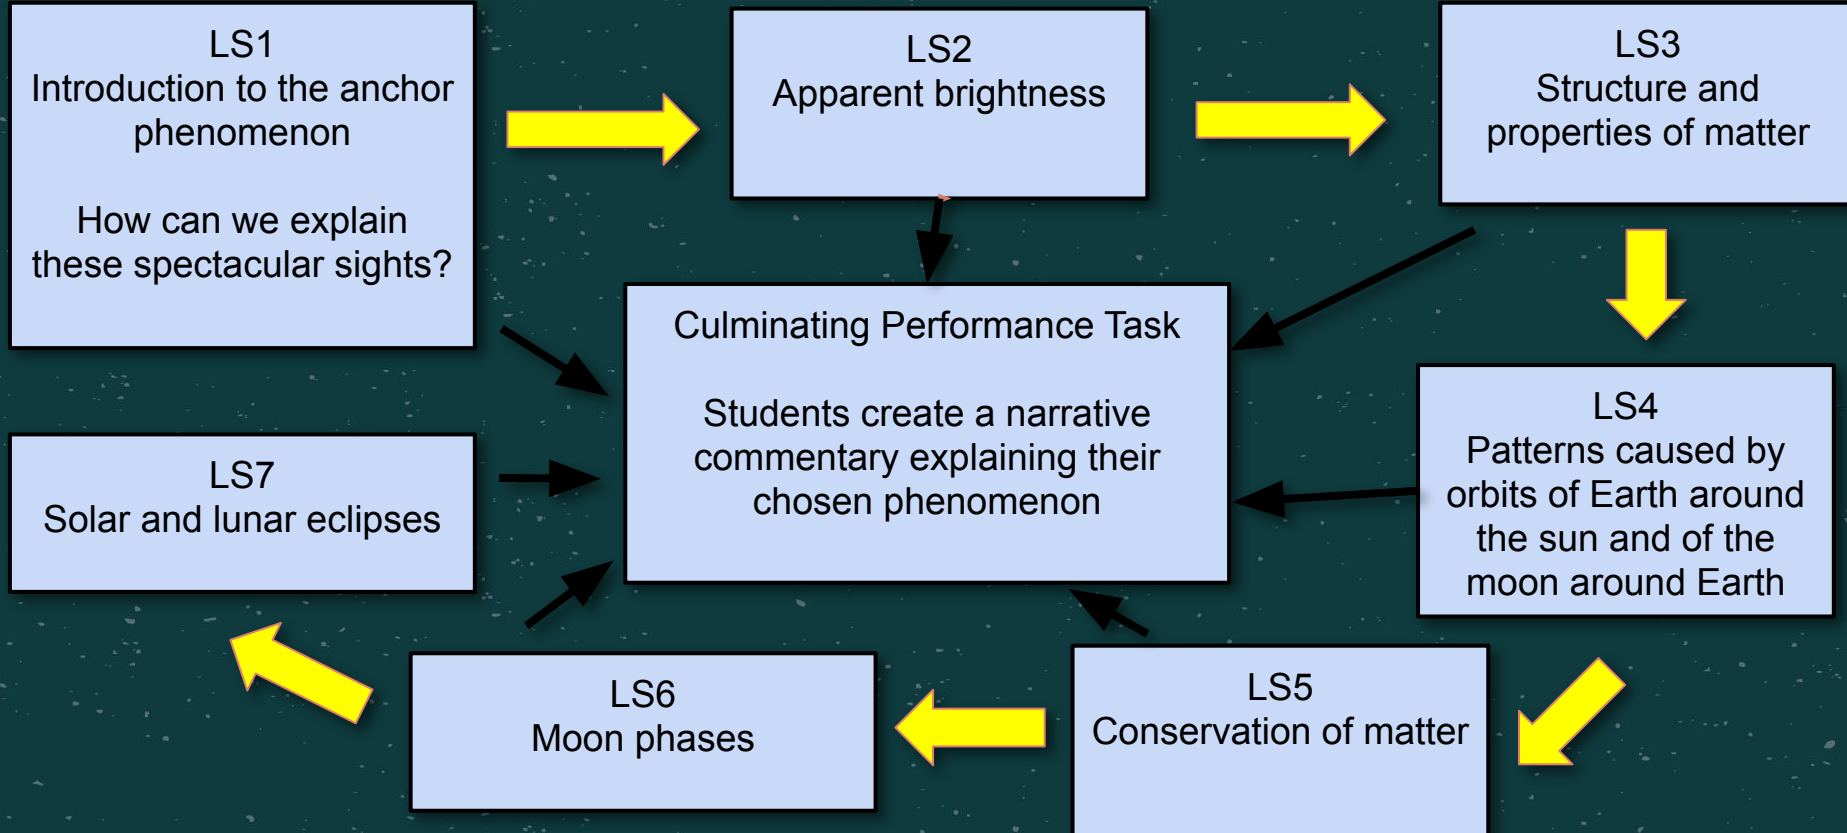 LS1
Introduction to the anchor
phenomenon
How can we explain
these spectacular sights?
LS2
Apparent brightness
LS3
Structure and
properties of matter
Culminating Performance Task
Students create a narrative
commentary explaining their
chosen phenomenon
LS4
Patterns caused by
orbits of Earth around
the sun and of the
moon around Earth
LS5
Conservation of matter
LS6
Moon phases
LS7
Solar and lunar eclipses